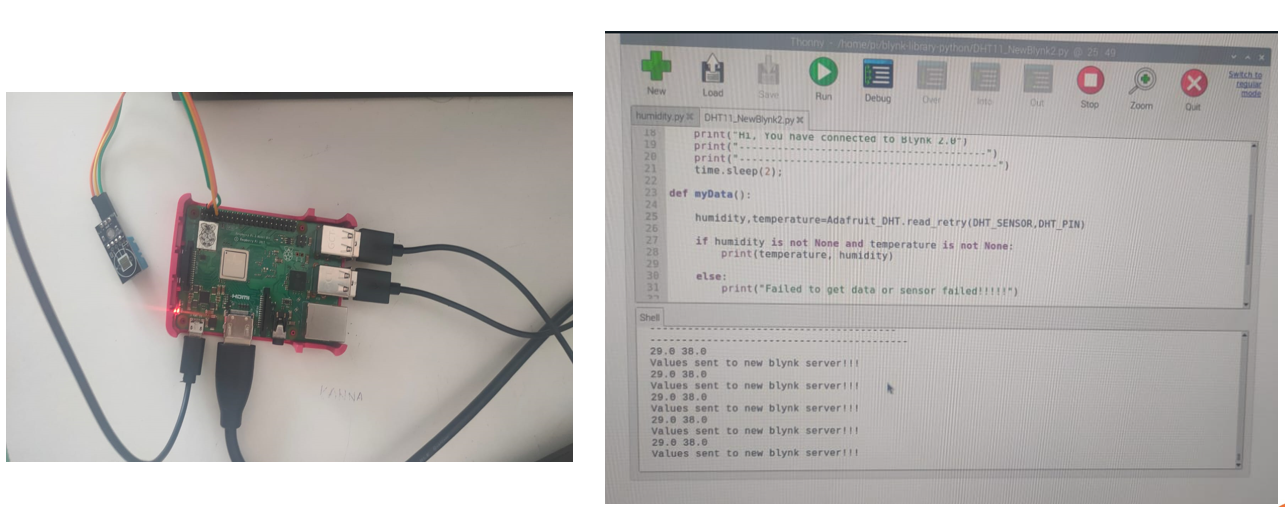 HDMI
KANNA
Thonny - /home/pi/blynk-library-python/DHT11_NewBlynk2.py @ 25:49
New
Load
Save
Run
Debug
Over
Into
Out
Stop
Zoom
Quit
Switch to
regular
mode
humidity.py
DHT11_NewBlynk2.py
18 print("Hi, You have connected to Blynk 2.0")
19 print("--------------------------------------")
20 print("----------------------------------------")
21 time.sleep(2);
22
23 def myData():
24
25 humidity,temperature=Adafruit_DHT.read_retry(DHT_SENSOR,DHT_PIN)
26
27 if humidity is not None and temperature is not None:
28 print(temperature, humidity)
29
30 else:
31 print("Failed to get data or sensor failed!!!!!")
Shell
--------------------------------------
----------------------------------------
29.0 38.0
Values sent to new blynk server!!!
29.0 38.0
Values sent to new blynk server!!!
29.0 38.0
Values sent to new blynk server!!!
29.0 38.0
Values sent to new blynk server!!!
29.0 38.0
Values sent to new blynk server!!!